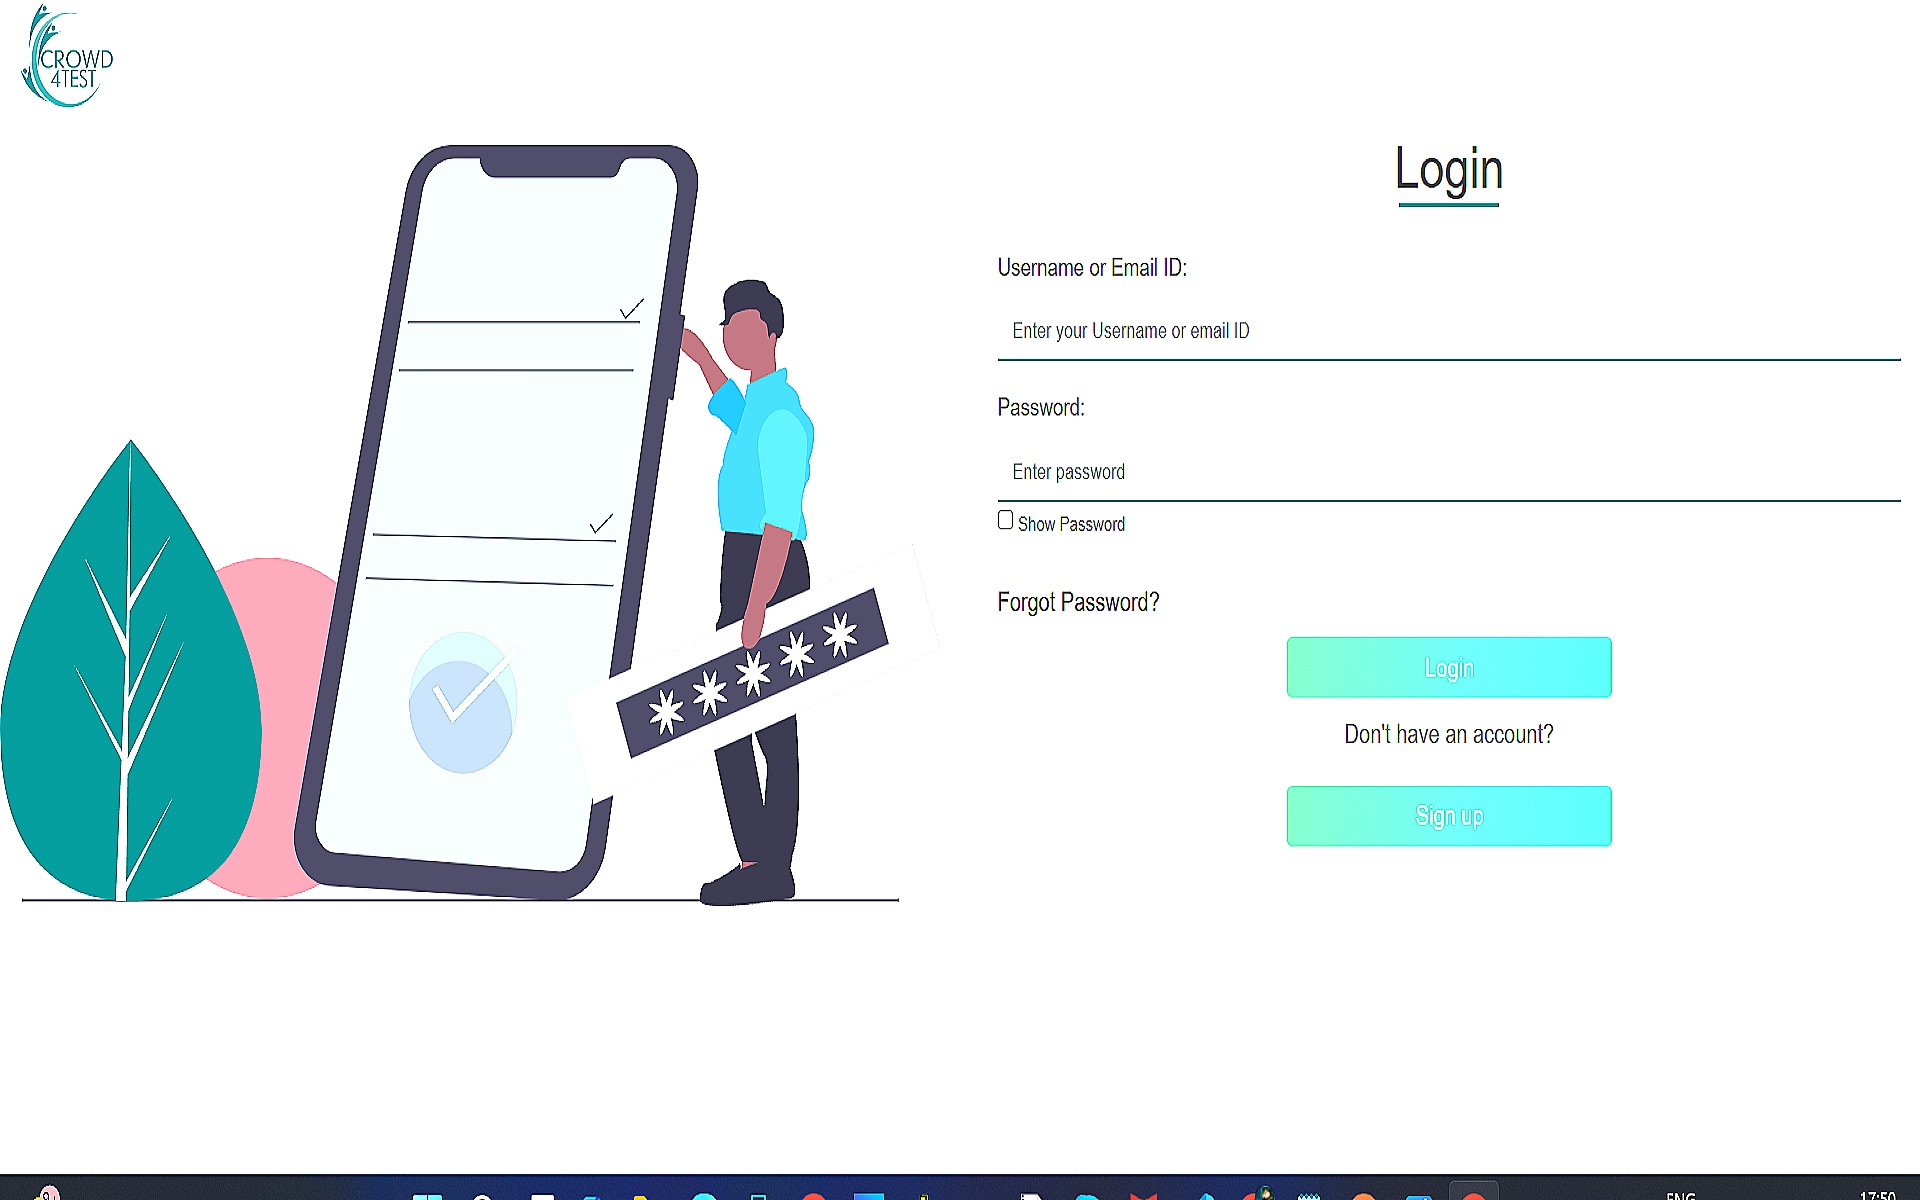 CROWD
4TEST
Login
Username or Email ID:
Enter your Username or email ID
Password:
Enter password
Show Password
Forgot Password?
Login
Don't have an account?
Sign up
ENG
17:50